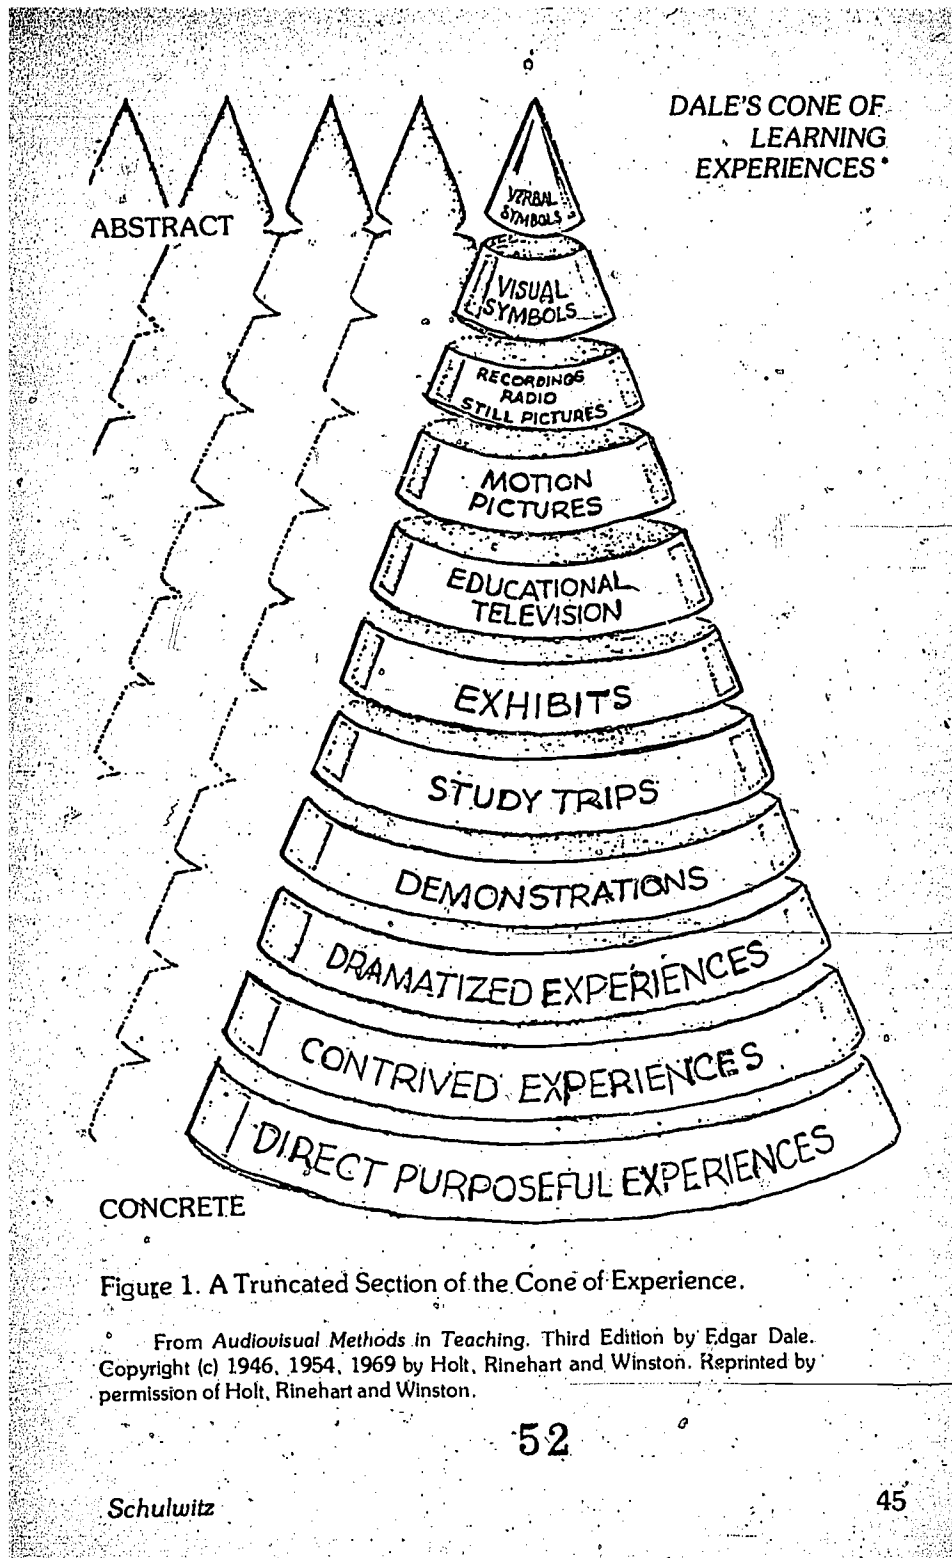 DALE'S CONE OF
LEARNING
EXPERIENCES*
ABSTRACT
VERBAL
SYMBOLS
VISUAL
SYMBOLS
RECORDINGS
RADIO
STILL PICTURES
MOTION
PICTURES
EDUCATIONAL
TELEVISION
EXHIBITS
STUDY TRIPS
DEMONSTRATIONS
DRAMATIZED EXPERIENCES
CONTRIVED EXPERIENCES
DIRECT PURPOSEFUL EXPERIENCES
CONCRETE
Figure 1. A Truncated Section of the Cone of Experience.
From Audiovisual Methods in Teaching. Third Edition by Edgar Dale.
Copyright (c) 1946, 1954, 1969 by Holt, Rinehart and Winston. Reprinted by
permission of Holt, Rinehart and Winston.
52
Schulwitz
45